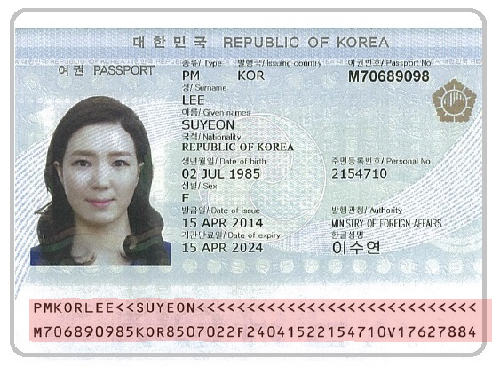 대한민국 REPUBLIC OF KOREA
여권 PASSPORT
종류/Type 발행국/Issuing country 여권번호/Passport No
PM KOR M70689098
성/Surname
LEE
이름/Given names
SUYEON
국적/Nationality
REPUBLIC OF KOREA
생년월일/Date of birth 주민등록번호/Personal No
02 JUL 1985 2154710
성별/Sex
F
발급일/Date of issue 발행관청/Authority
15 APR 2014 MINISTRY OF FOREIGN AFFAIRS
기간만료일/Date of expiry 한글성명
15 APR 2024 이수연
PMKORLEE<<SUYEON<<<<<<<<<<<<<<<<<<<<<<<<<<<<
M706890985KOR8507022F24041522154710V17627884